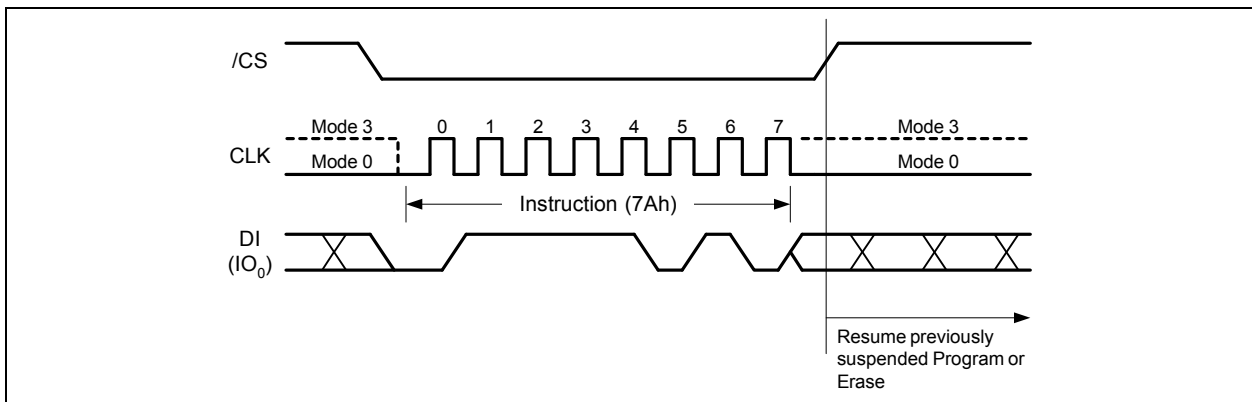 /CS
Mode 3 0 1 2 3 4 5 6 7 Mode 3
CLK
Mode 0 Mode 0
Instruction (7Ah)
DI
(IO0)
Resume previously
suspended Program or
Erase